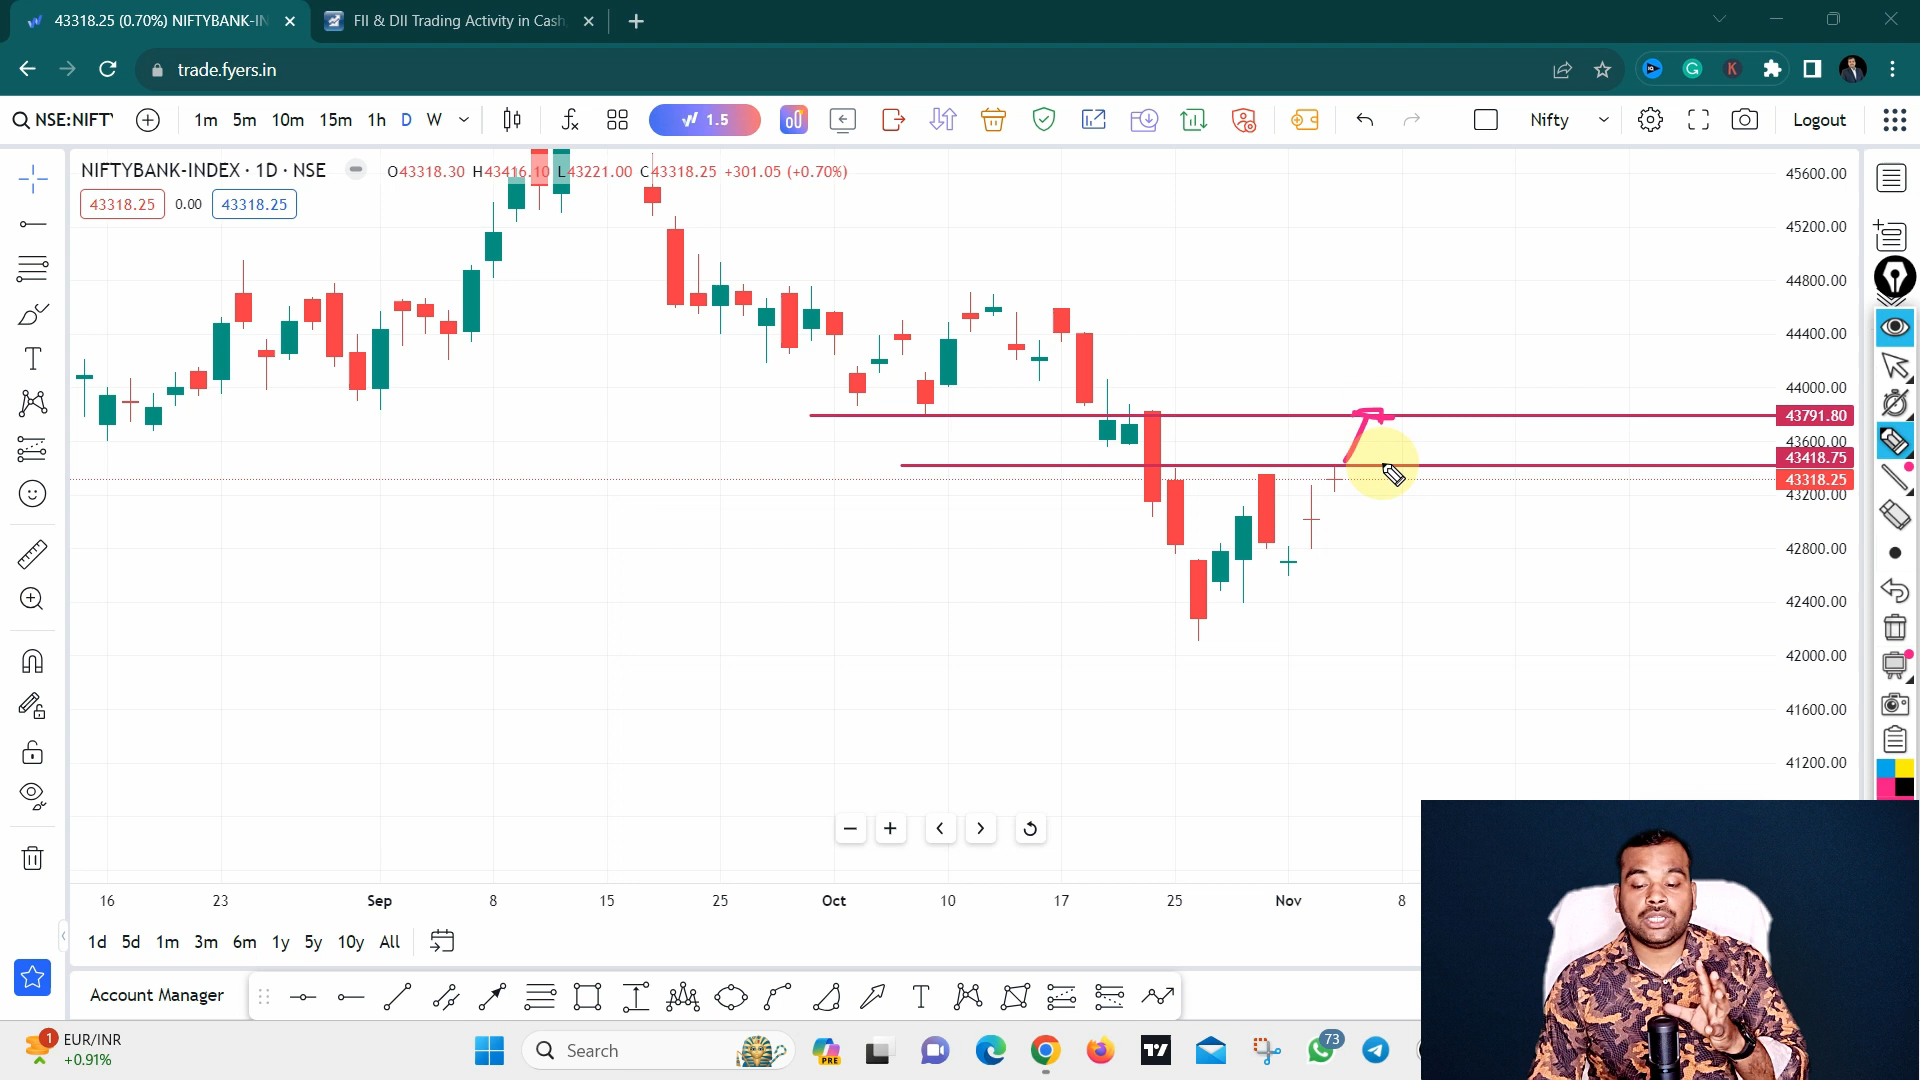 43318.25 (0.70%) NIFTYBANK-IN
FII & DII Trading Activity in Cash,
trade.fyers.in
NSE:NIFTY
1m 5m 10m 15m 1h D W
1.5
Nifty
Logout
NIFTYBANK-INDEX · 1D · NSE
O43318.30 H43416.10 L43221.00 C43318.25 +301.05 (+0.70%)
43318.25 0.00 43318.25
45600.00
45200.00
44800.00
44400.00
44000.00
43791.80
43600.00
43418.75
43318.25
43200.00
42800.00
42400.00
42000.00
41600.00
41200.00
16 23 Sep 8 15 25 Oct 10 17 25 Nov 8
1d 5d 1m 3m 6m 1y 5y 10y All
Account Manager
1
EUR/INR
+0.91%
Search
PRE
73